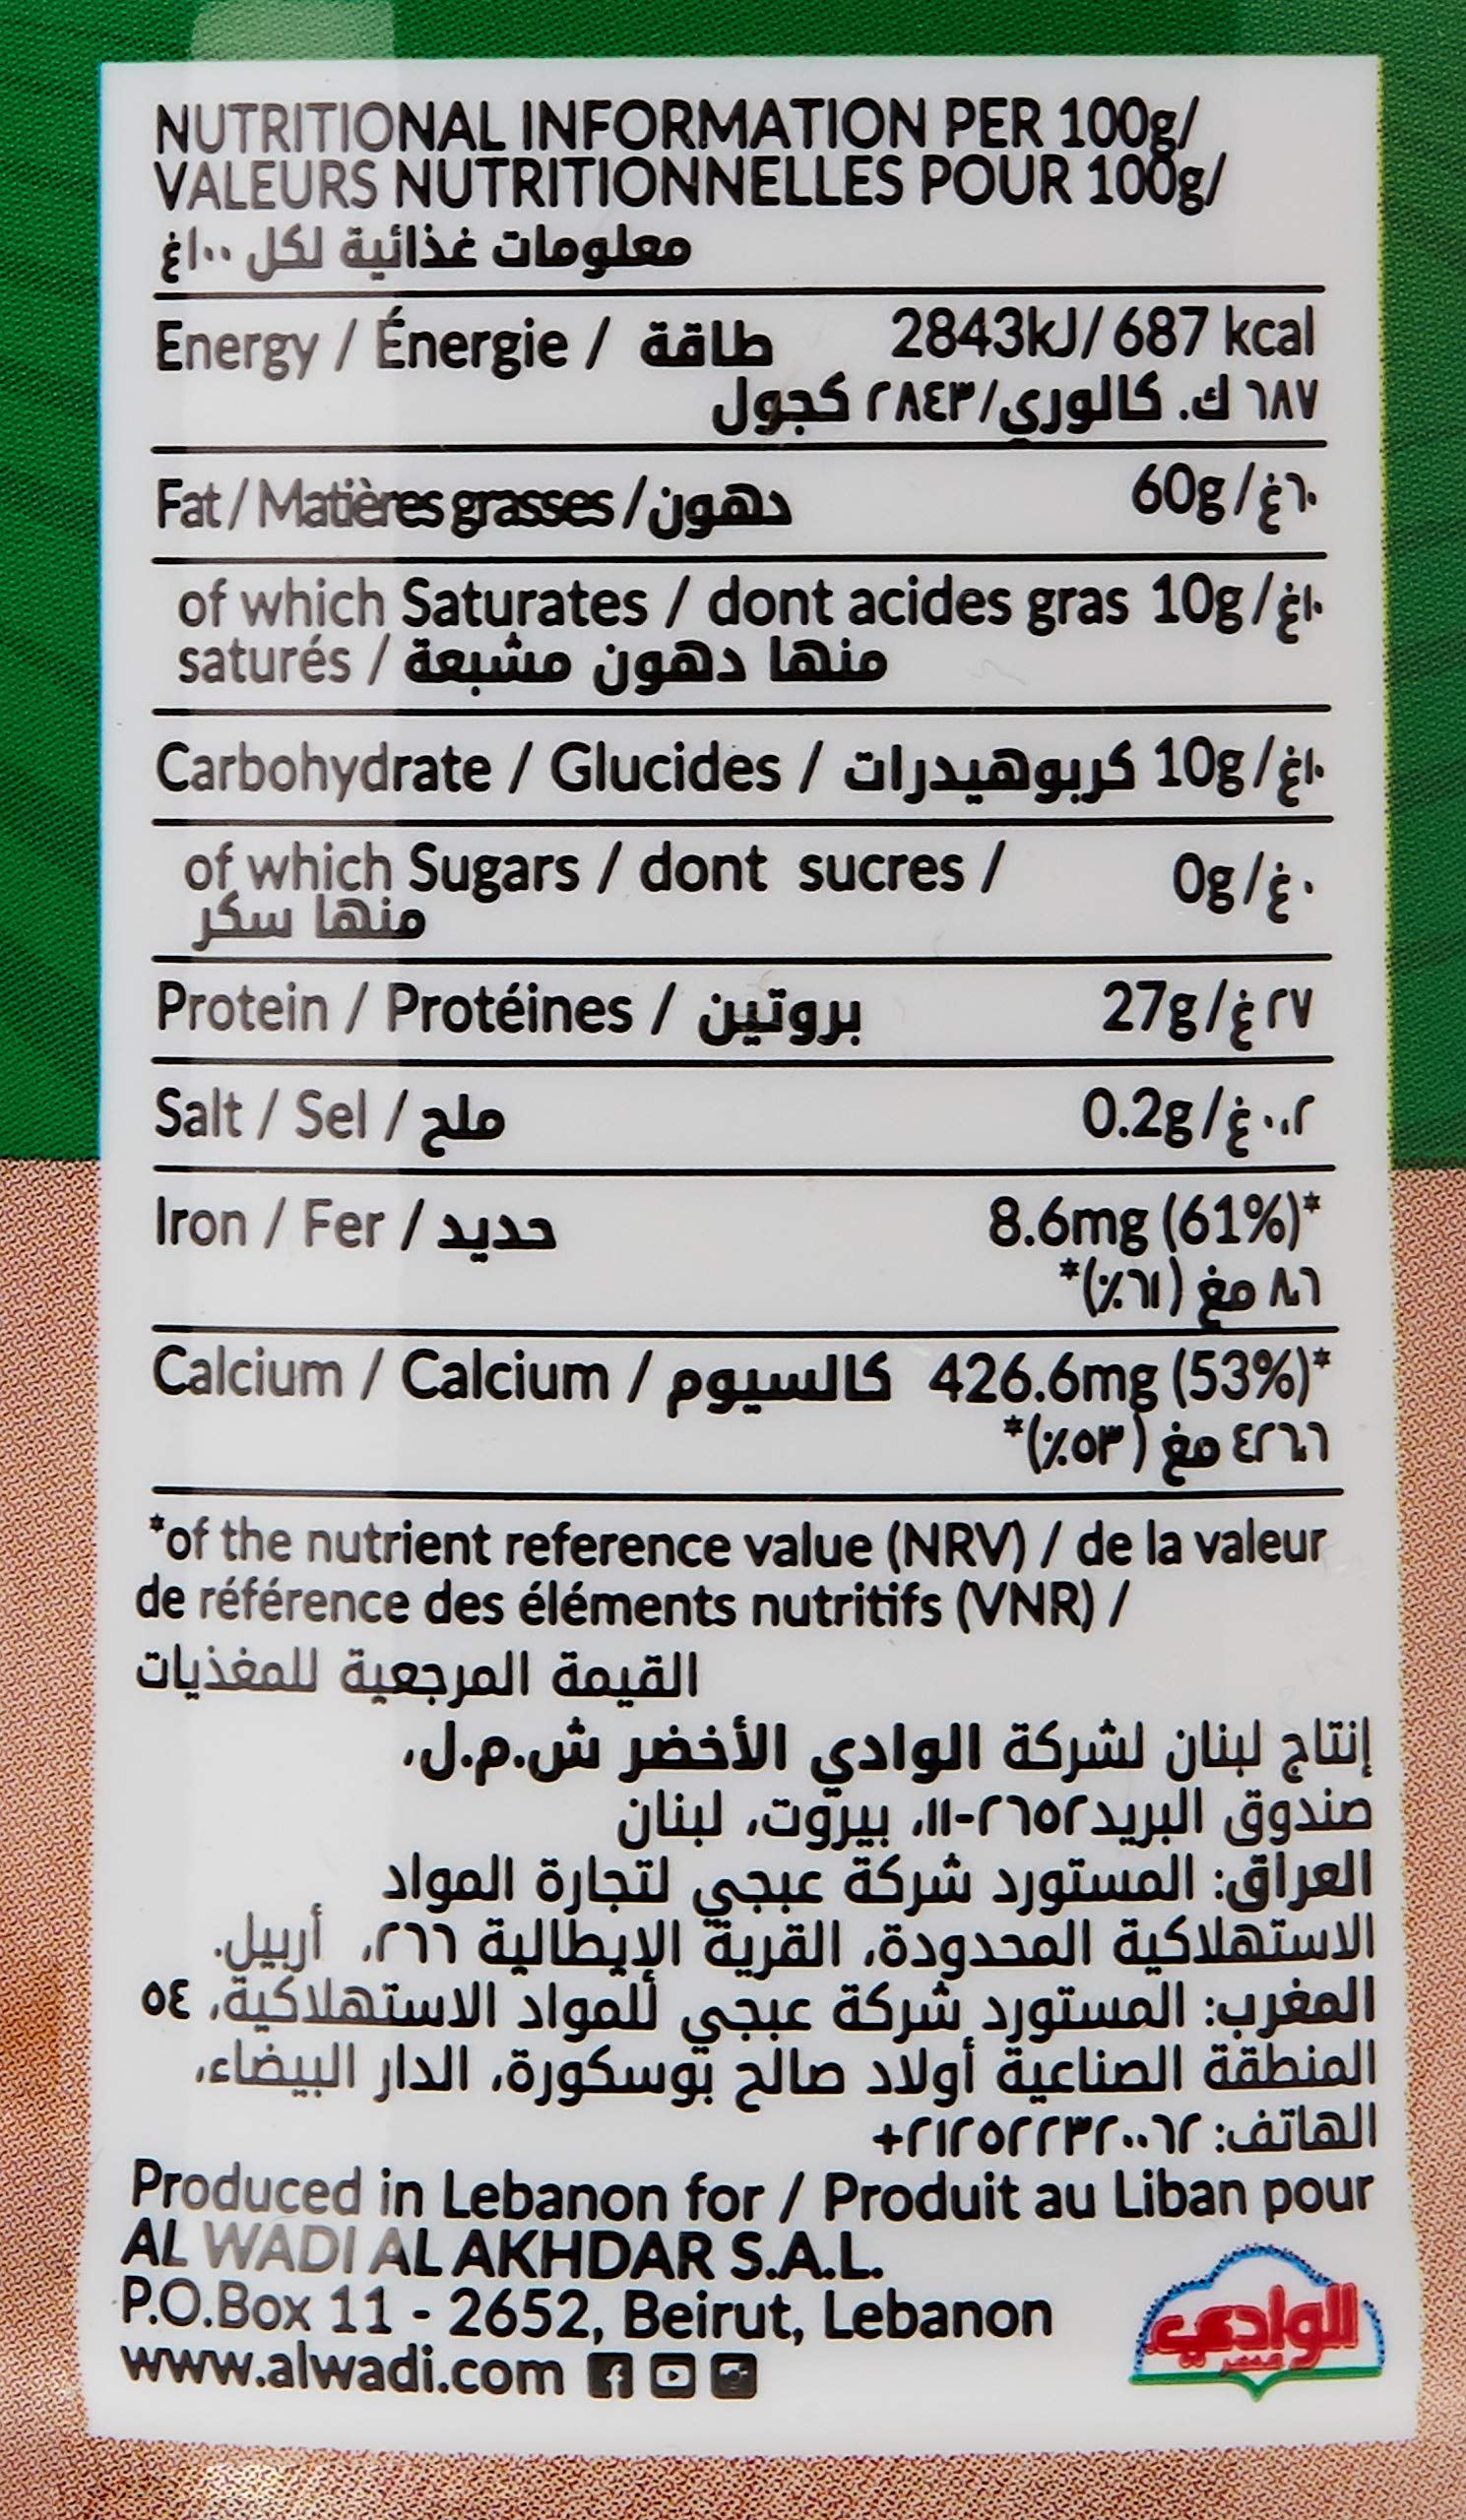 NUTRITIONAL INFORMATION PER 100g/
VALEURS NUTRITIONNELLES POUR 100g/
معلومات غذائية لكل ١٠٠غ
Energy / Énergie / طاقة 2843kJ/ 687 kcal
٦٨٧ ك. كالوري/٢٨٤٣ كجول
Fat / Matières grasses / دهون 60g/٦٠غ
of which Saturates / dont acides gras 10g/١٠غ
saturés / منها دهون مشبعة
Carbohydrate / Glucides / كربوهيدرات 10g/١٠غ
of which Sugars / dont sucres / 0g/٠غ
منها سكر
Protein / Protéines / بروتين 27g/٢٧غ
Salt / Sel / ملح 0.2g/٠،٢غ
Iron / Fer / حديد 8.6mg (61%)*
٨،٦ مغ (٦١٪)*
Calcium / Calcium / كالسيوم 426.6mg (53%)*
٤٢٦،٦ مغ (٥٣٪)*
*of the nutrient reference value (NRV) / de la valeur
de référence des éléments nutritifs (VNR) /
القيمة المرجعية للمغذيات
إنتاج لبنان لشركة الوادي الأخضر ش.م.ل،
صندوق البريد٢٦٥٢-١١، بيروت، لبنان
العراق: المستورد شركة عبجي لتجارة المواد
الاستهلاكية المحدودة، القرية الإيطالية ٢٦٦، أربيل.
المغرب: المستورد شركة عبجي للمواد الاستهلاكية، ٥٤
المنطقة الصناعية أولاد صالح بوسكورة، الدار البيضاء،
الهاتف: ٢١٢٥٢٢٣٢٠٠٦٢+
Produced in Lebanon for / Produit au Liban pour
AL WADI AL AKHDAR S.A.L.
P.O.Box 11 - 2652, Beirut, Lebanon
www.alwadi.com
الوادي